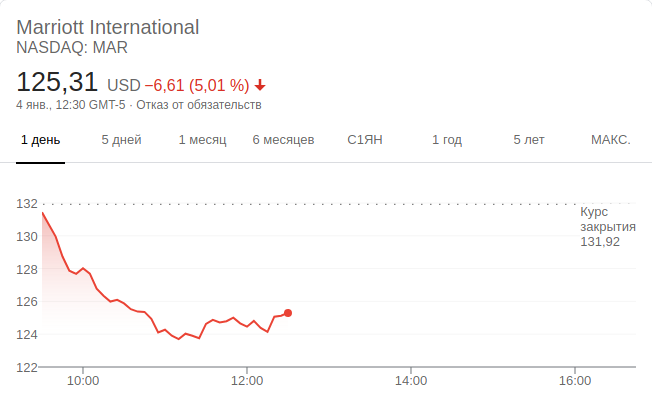 Marriott International
NASDAQ: MAR
125,31 USD −6,61 (5,01 %)
4 янв., 12:30 GMT-5 · Отказ от обязательств
1 день 5 дней 1 месяц 6 месяцев С1ЯН 1 год 5 лет МАКС.
132
130
128
126
124
122
Курс
закрытия
131,92
10:00 12:00 14:00 16:00